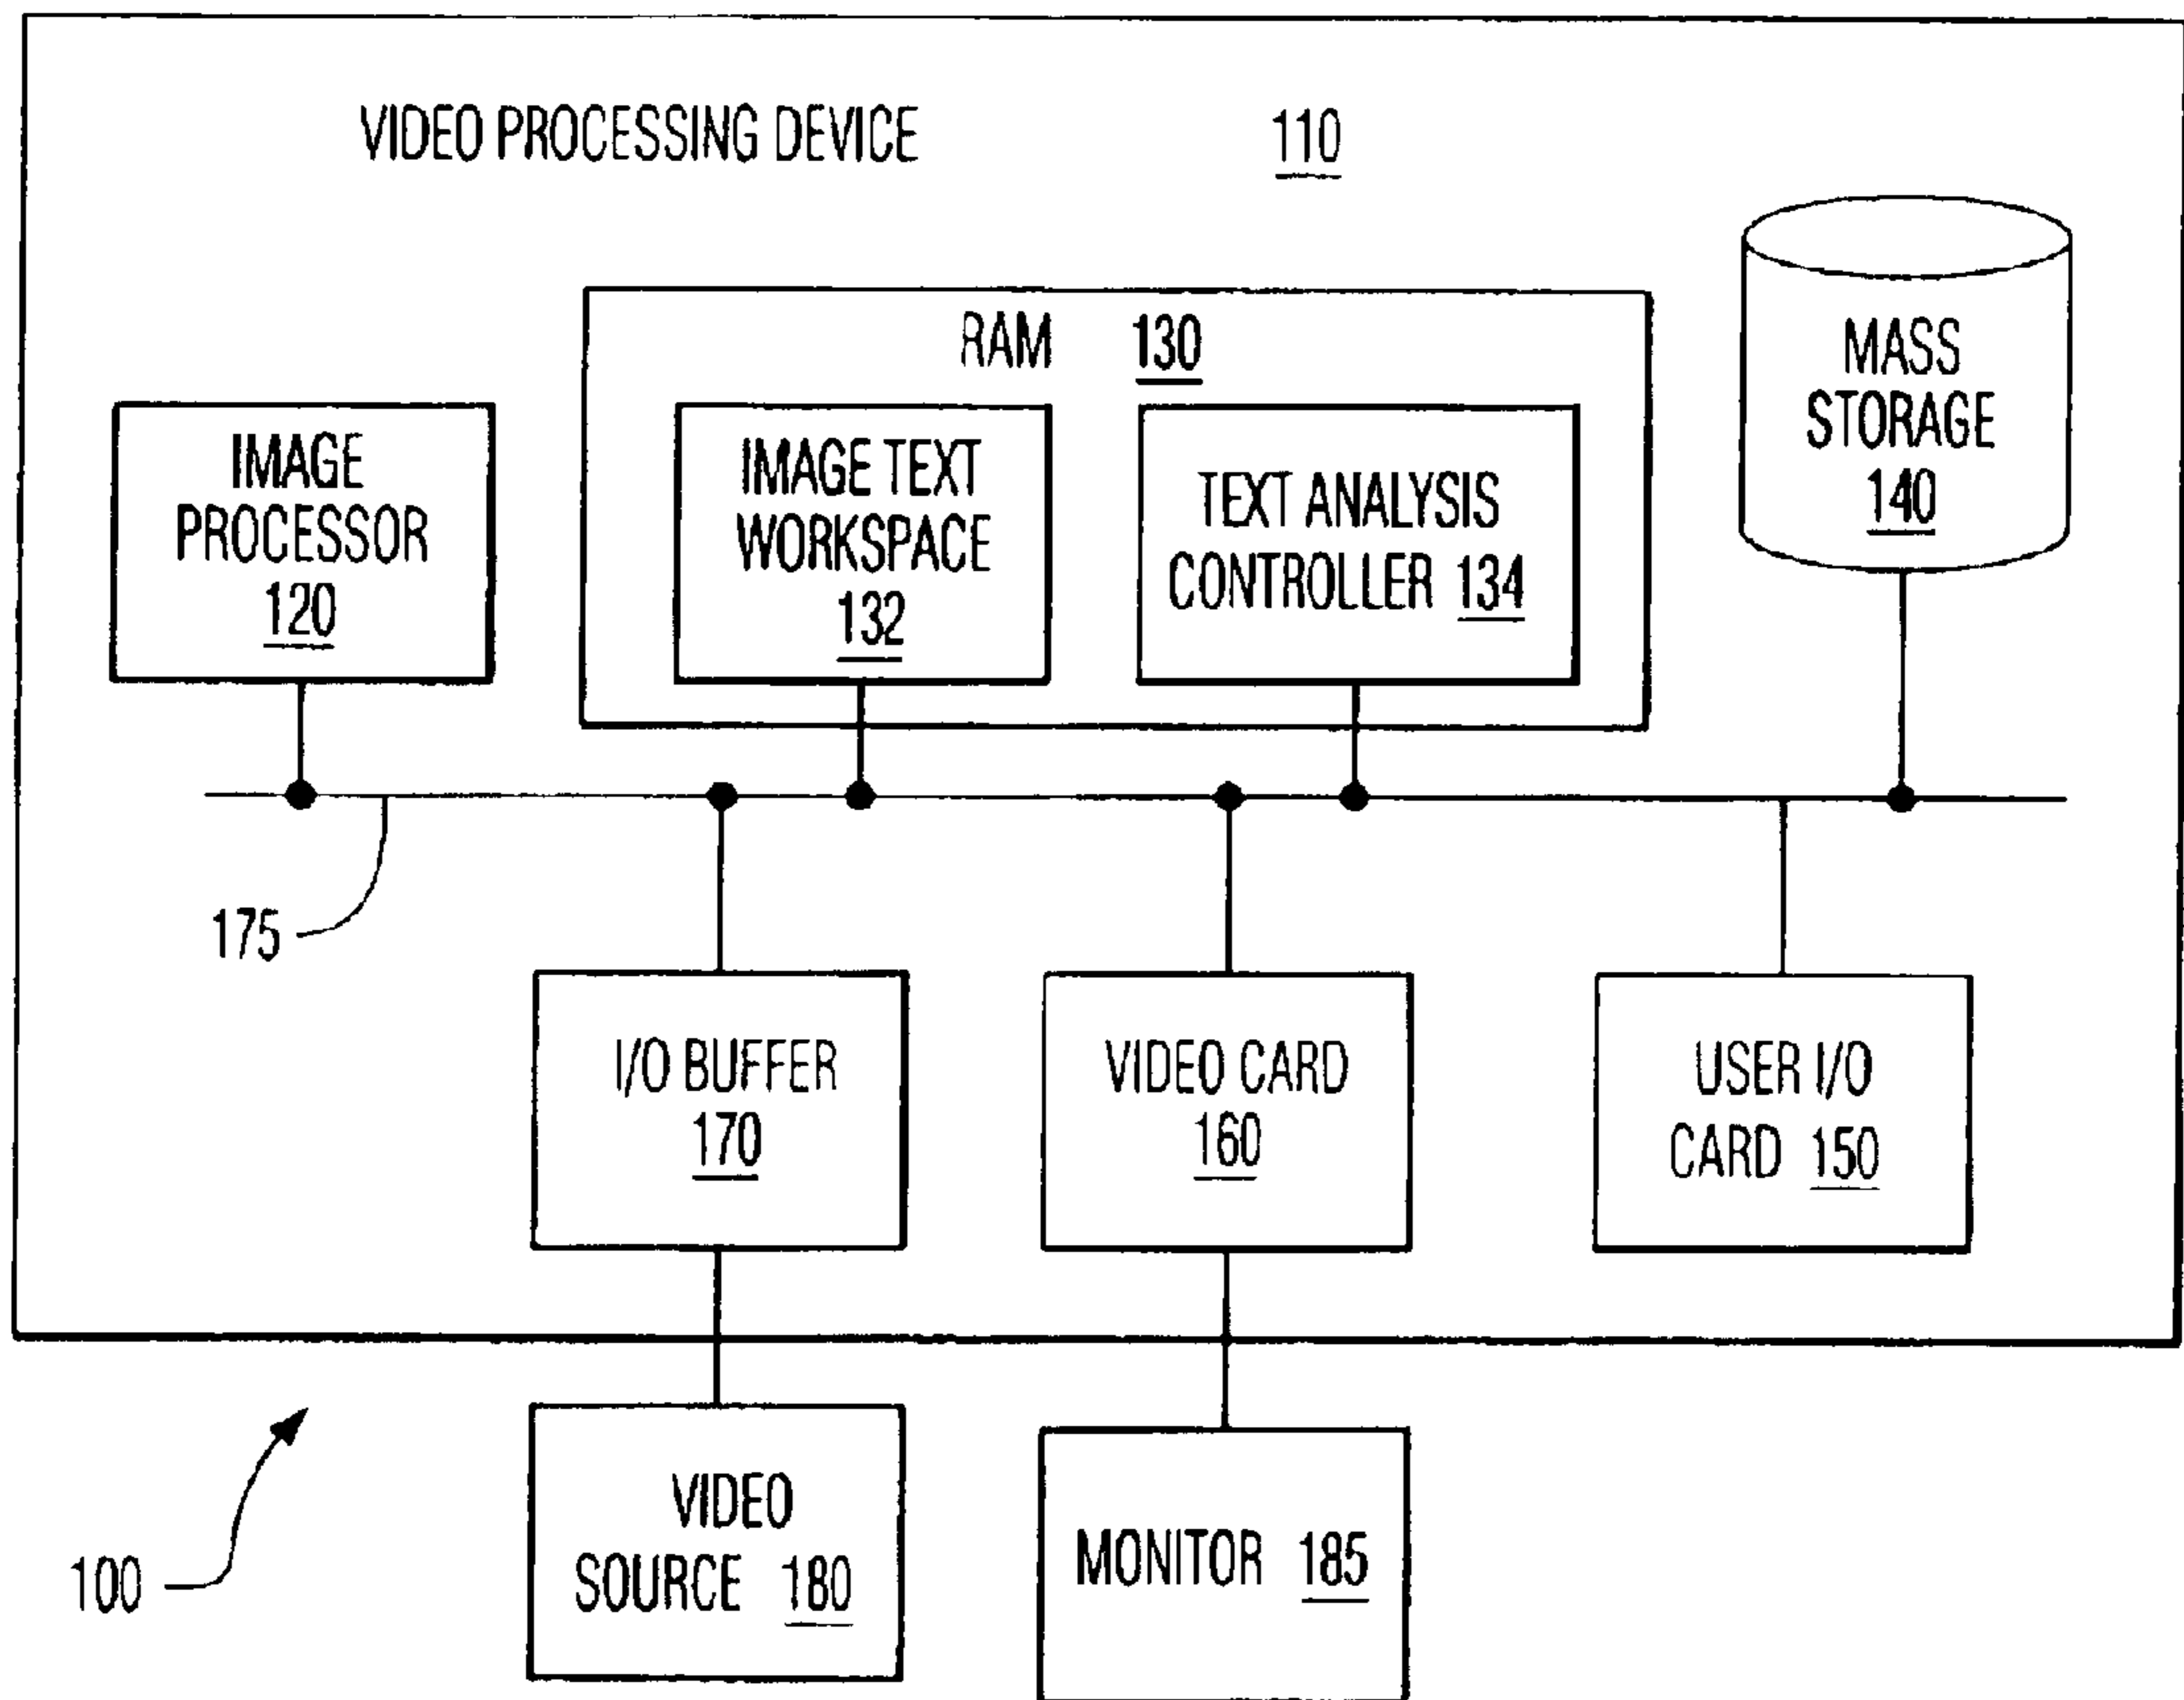 VIDEO PROCESSING DEVICE 110
RAM 130
MASS
STORAGE
140
IMAGE
PROCESSOR
120
IMAGE TEXT
WORKSPACE
132
TEXT ANALYSIS
CONTROLLER 134
175
I/O BUFFER
170
VIDEO CARD
160
USER I/O
CARD 150
100
VIDEO
SOURCE 180
MONITOR 185